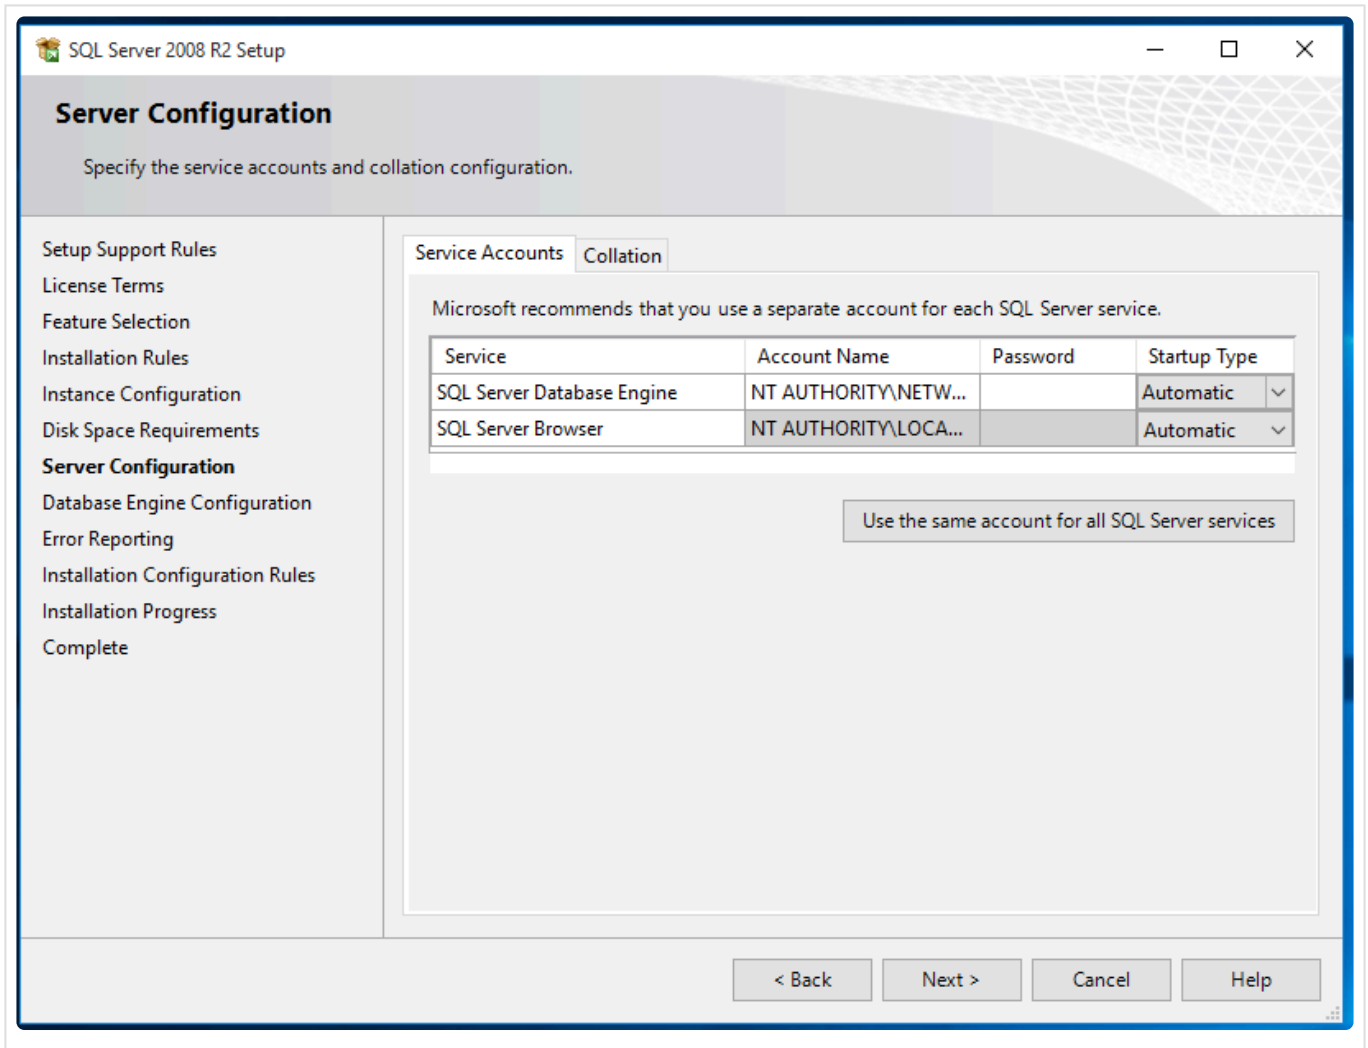 SQL Server 2008 R2 Setup
Server Configuration
Specify the service accounts and collation configuration.
Setup Support Rules
License Terms
Feature Selection
Installation Rules
Instance Configuration
Disk Space Requirements
Server Configuration
Database Engine Configuration
Error Reporting
Installation Configuration Rules
Installation Progress
Complete
Service Accounts Collation
Microsoft recommends that you use a separate account for each SQL Server service.
Service Account Name Password Startup Type
SQL Server Database Engine NT AUTHORITY\NETW... Automatic
SQL Server Browser NT AUTHORITY\LOCA... Automatic
Use the same account for all SQL Server services
< Back Next > Cancel Help